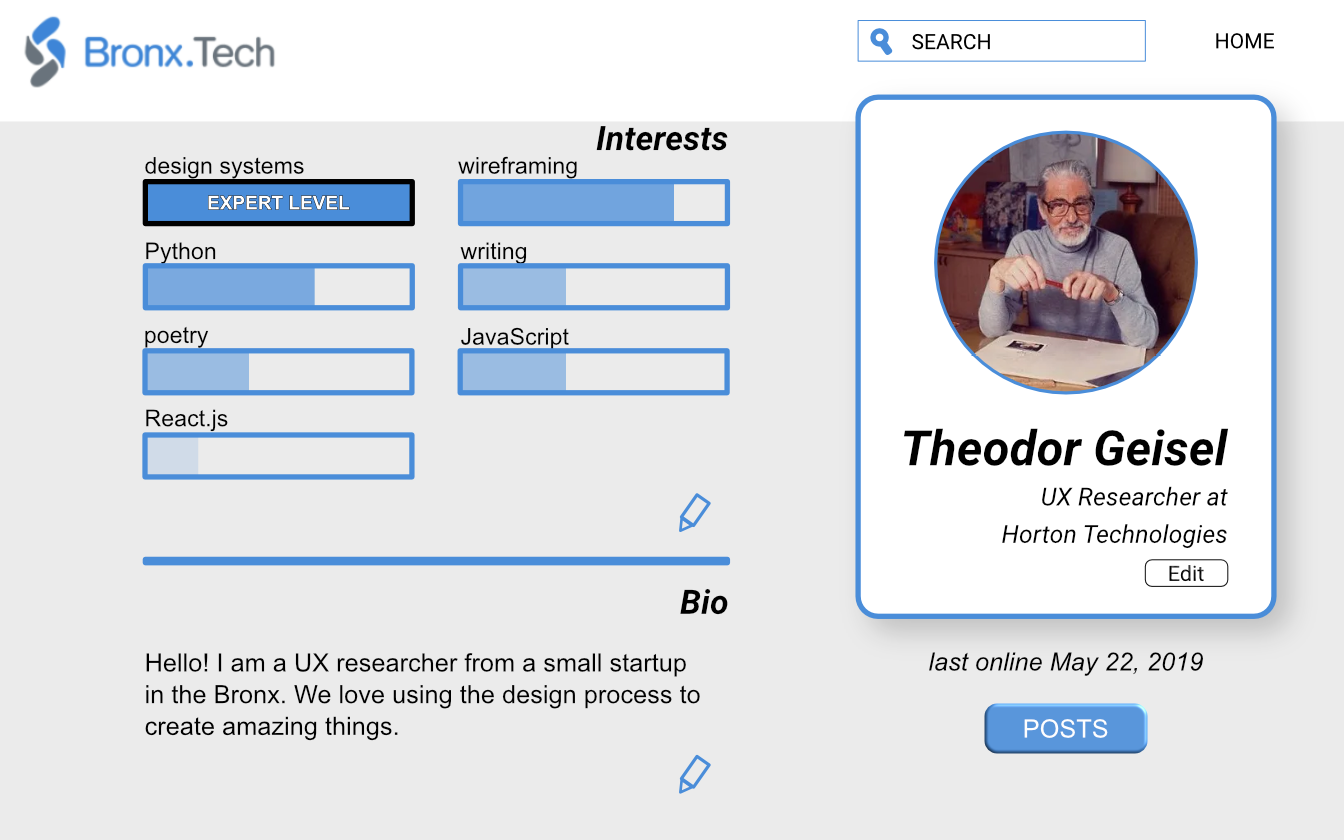 Bronx.Tech
SEARCH
HOME
Interests
design systems
EXPERT LEVEL
wireframing
Python
writing
poetry
JavaScript
React.js
Bio
Hello! I am a UX researcher from a small startup
in the Bronx. We love using the design process to
create amazing things.
Theodor Geisel
UX Researcher at
Horton Technologies
Edit
last online May 22, 2019
POSTS